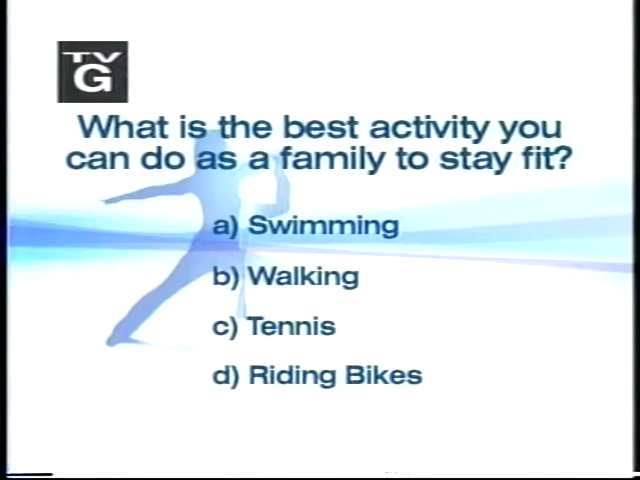 TV
G
What is the best activity you
can do as a family to stay fit?
a) Swimming
b) Walking
c) Tennis
d) Riding Bikes